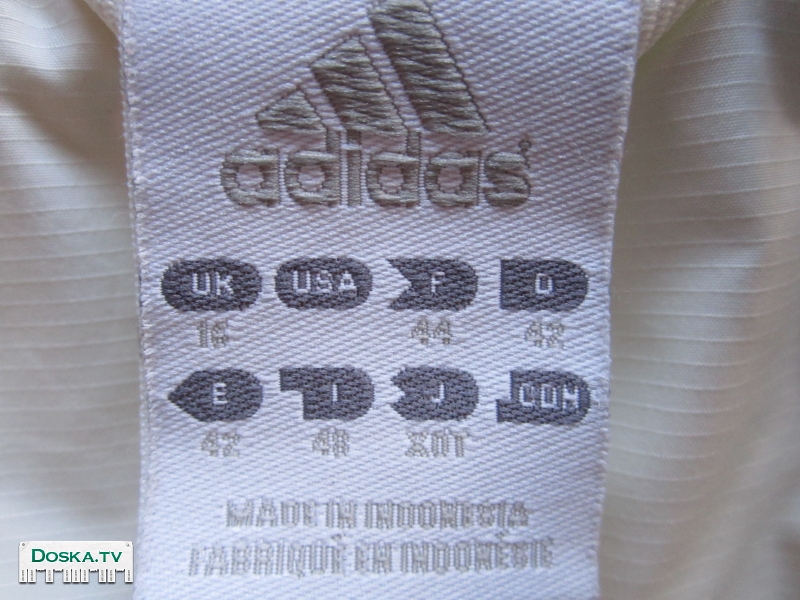 adidas
UK USA F D
16 44 42
E I J CDN
42 48 XOT
MADE IN INDONESIA
FABRIQUÉ EN INDONÉSIE
DOSKA.TV